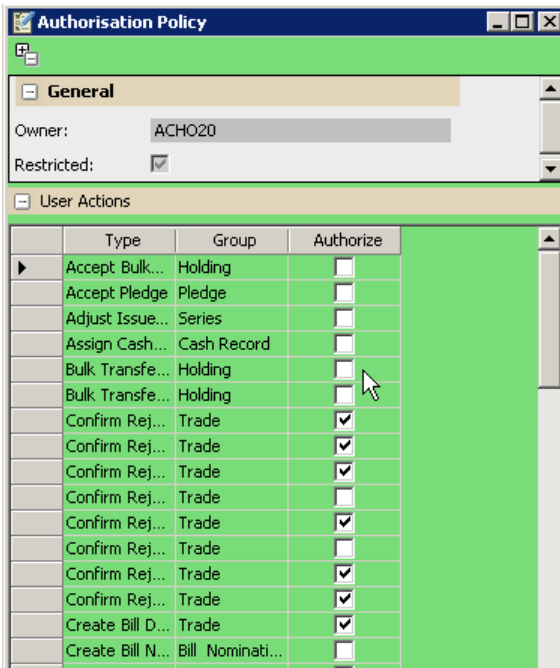 Authorisation Policy
General
Owner: ACHO20
Restricted:
User Actions
Type Group Authorize
Accept Bulk... Holding
Accept Pledge Pledge
Adjust Issue... Series
Assign Cash... Cash Record
Bulk Transfe... Holding
Bulk Transfe... Holding
Confirm Rej... Trade
Confirm Rej... Trade
Confirm Rej... Trade
Confirm Rej... Trade
Confirm Rej... Trade
Confirm Rej... Trade
Confirm Rej... Trade
Confirm Rej... Trade
Create Bill D... Trade
Create Bill N... Bill Nominati...